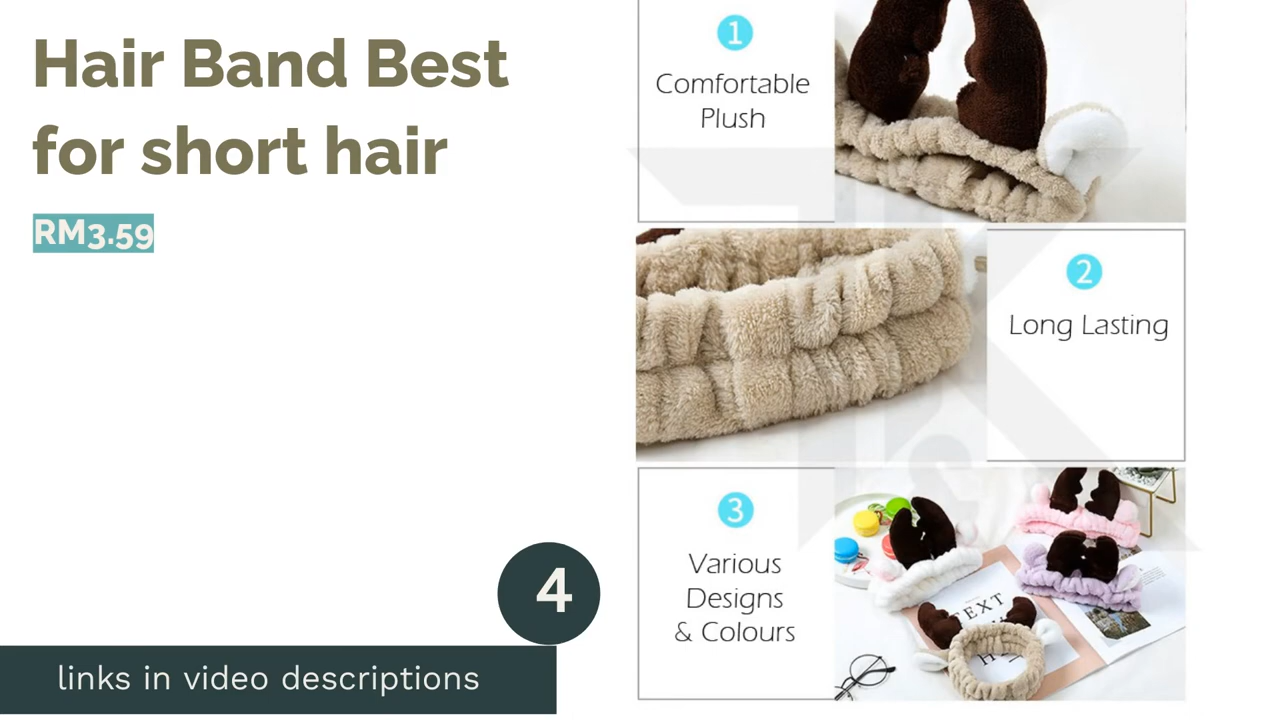 Hair Band Best
for short hair
RM3.59
1
Comfortable
Plush
2
Long Lasting
3
Various
Designs
& Colours
TEXT
4
links in video descriptions